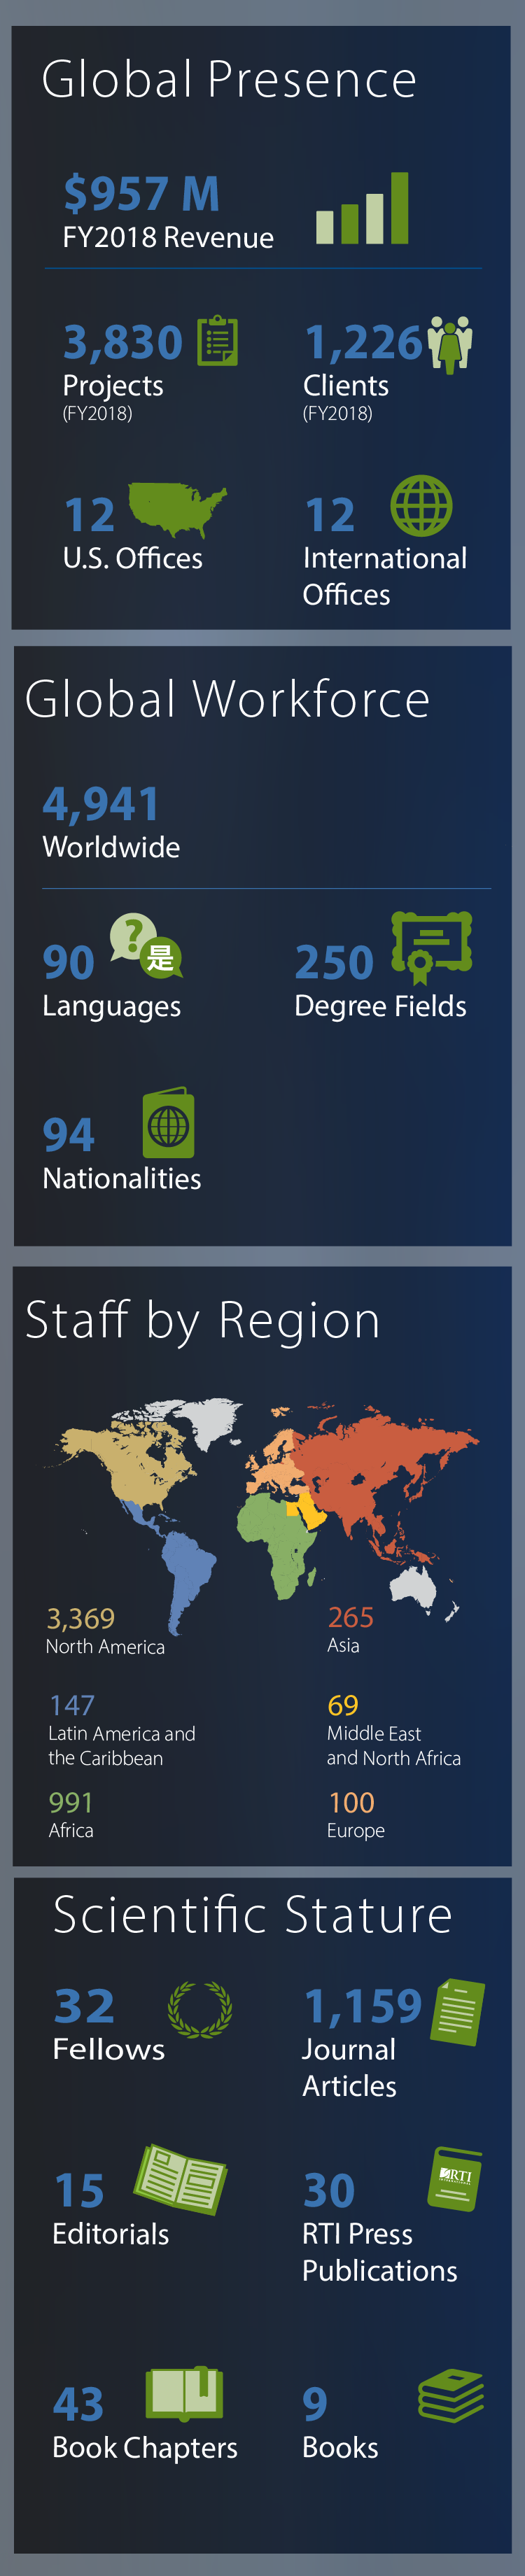 Global Presence
$957 M
FY2018 Revenue
3,830
Projects
(FY2018)
1,226
Clients
(FY2018)
12
U.S. Offices
12
International
Offices
Global Workforce
4,941
Worldwide
90
?
是
Languages
250
Degree Fields
94
Nationalities
Staff by Region
3,369
North America
265
Asia
147
Latin America and
the Caribbean
69
Middle East
and North Africa
991
Africa
100
Europe
Scientific Stature
32
Fellows
1,159
Journal
Articles
15
Editorials
RTI
INTERNATIONAL
30
RTI Press
Publications
43
Book Chapters
9
Books